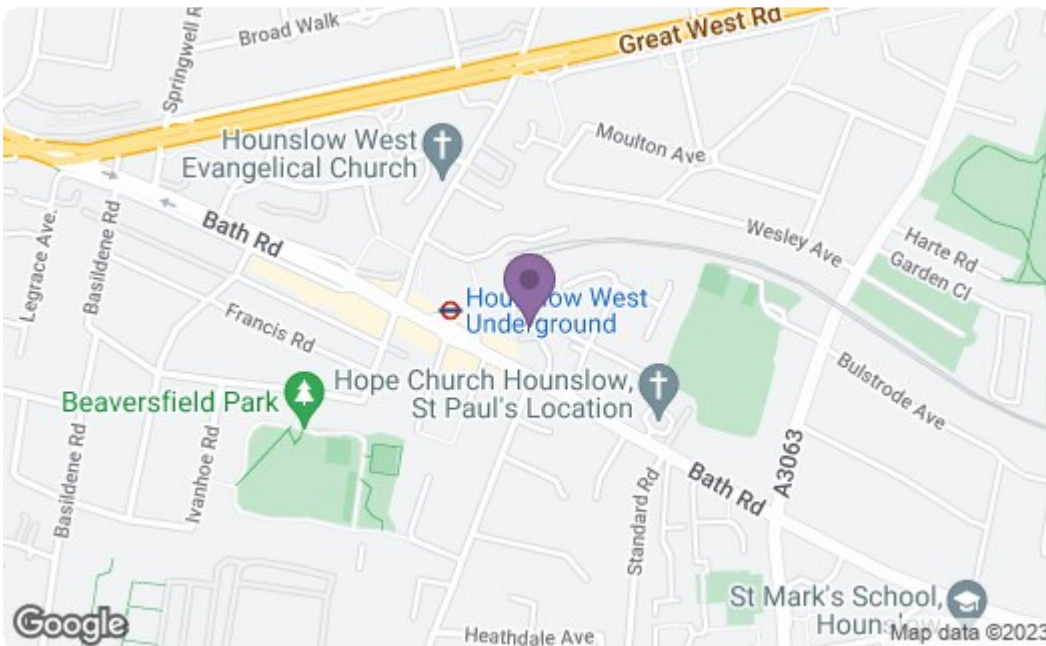 Springwell R
Broad Walk
Great West Rd
Hounslow West
Evangelical Church
Moulton Ave
Legrace Ave.
Basildene Rd
Bath Rd
Wesley Ave
Harte Rd
Garden Cl
Hounslow West
Underground
Francis Rd
Hope Church Hounslow,
St Paul's Location
Beaversfield Park
Bulstrode Ave
Basildene Rd
Ivanhoe Rd
A3063
Bath Rd
Standard Rd
St Mark's School,
Hounslow
Heathdale Ave
Google
Map data ©2023